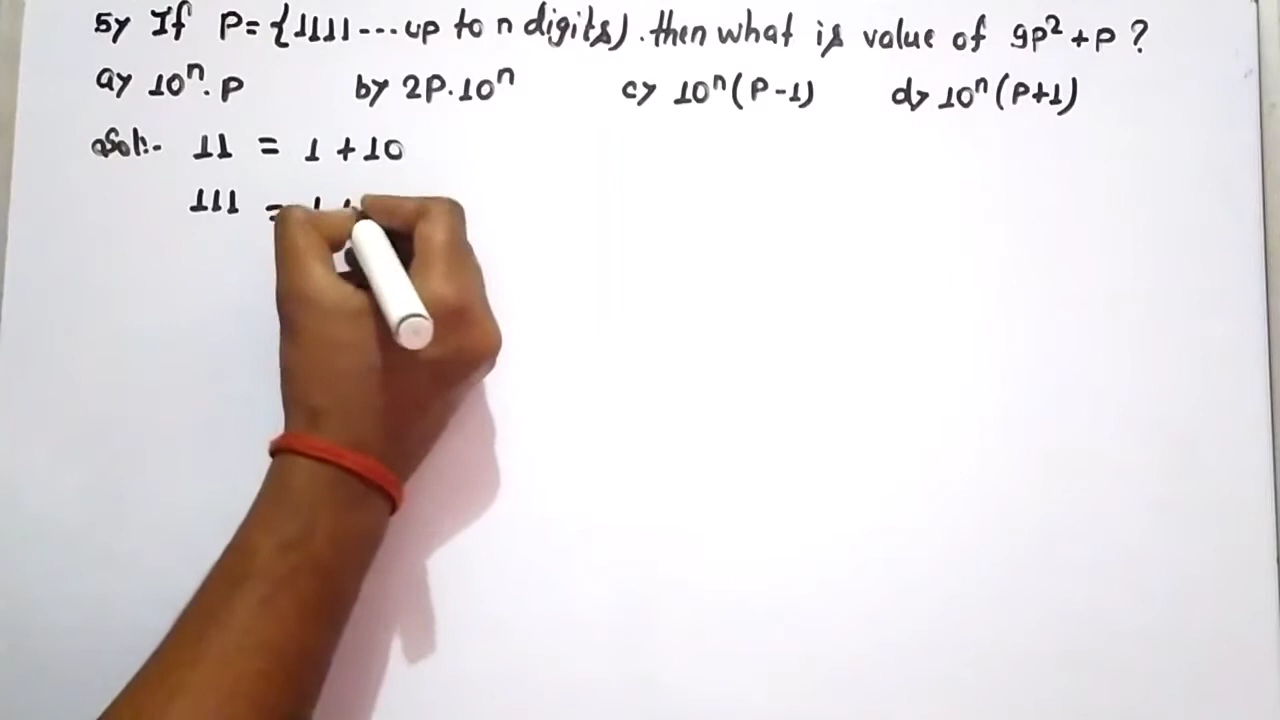 5) If P = {1111---up to n digits). then what is value of 9P²+P ?
a) 10ⁿ.P b) 2P.10ⁿ c) 10ⁿ(P-1) d) 10ⁿ(P+1)
Sol:- 11 = 1 + 10
111 = 1 +